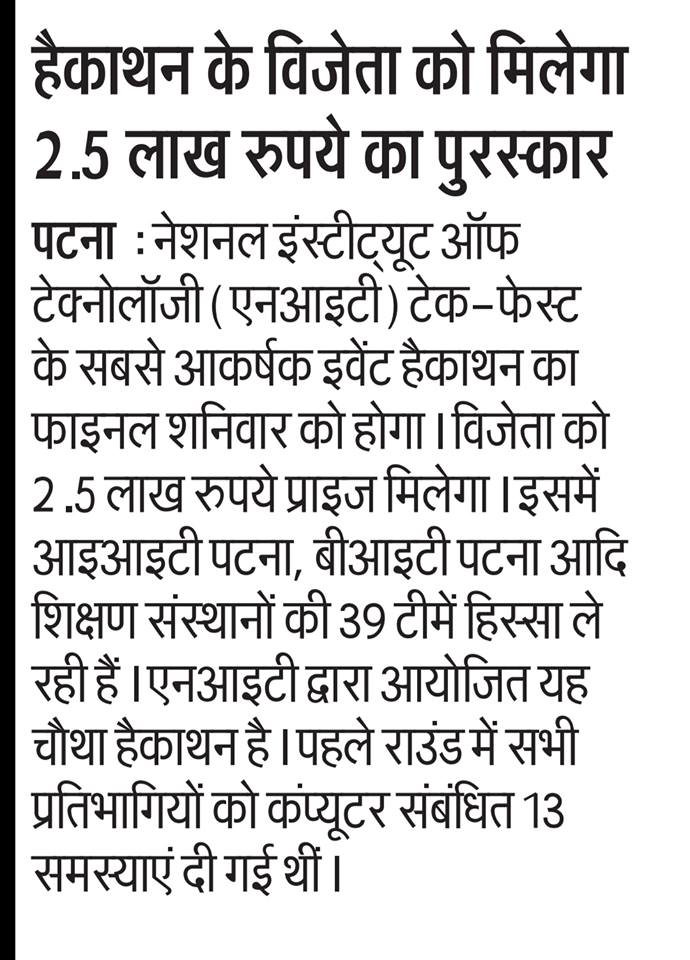 हैकाथन के विजेता को मिलेगा
2.5 लाख रुपये का पुरस्कार
पटना : नेशनल इंस्टीट्यूट ऑफ
टेक्नोलॉजी ( एनआइटी ) टेक-फेस्ट
के सबसे आकर्षक इवेंट हैकाथन का
फाइनल शनिवार को होगा । विजेता को
2 .5 लाख रुपये प्राइज मिलेगा । इसमें
आइआइटी पटना, बीआइटी पटना आदि
शिक्षण संस्थानों की 39 टीमें हिस्सा ले
रही हैं । एनआइटी द्वारा आयोजित यह
चौथा हैकाथन है । पहले राउंड में सभी
प्रतिभागियों को कंप्यूटर संबंधित 13
समस्याएं दी गई थीं ।